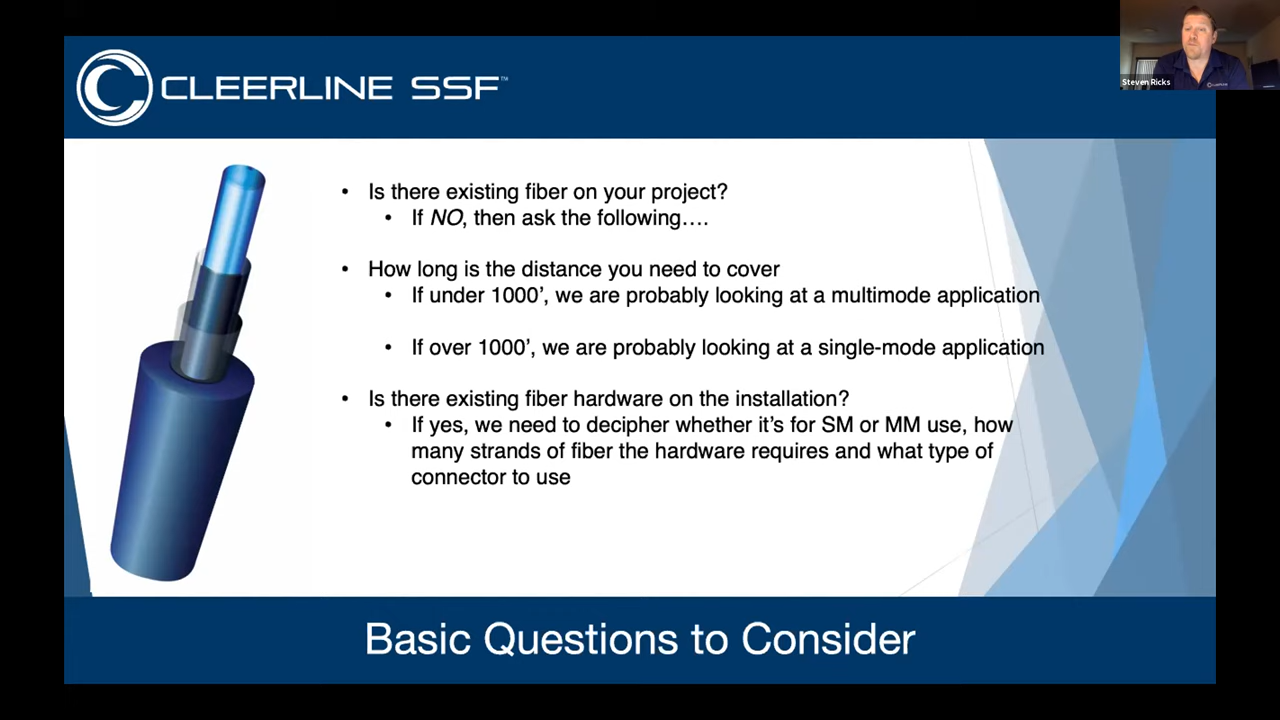 Steven Ricks
CLEERLINE SSF™
• Is there existing fiber on your project?
• If NO, then ask the following….
• How long is the distance you need to cover
• If under 1000’, we are probably looking at a multimode application
• If over 1000’, we are probably looking at a single-mode application
• Is there existing fiber hardware on the installation?
• If yes, we need to decipher whether it’s for SM or MM use, how
many strands of fiber the hardware requires and what type of
connector to use
Basic Questions to Consider